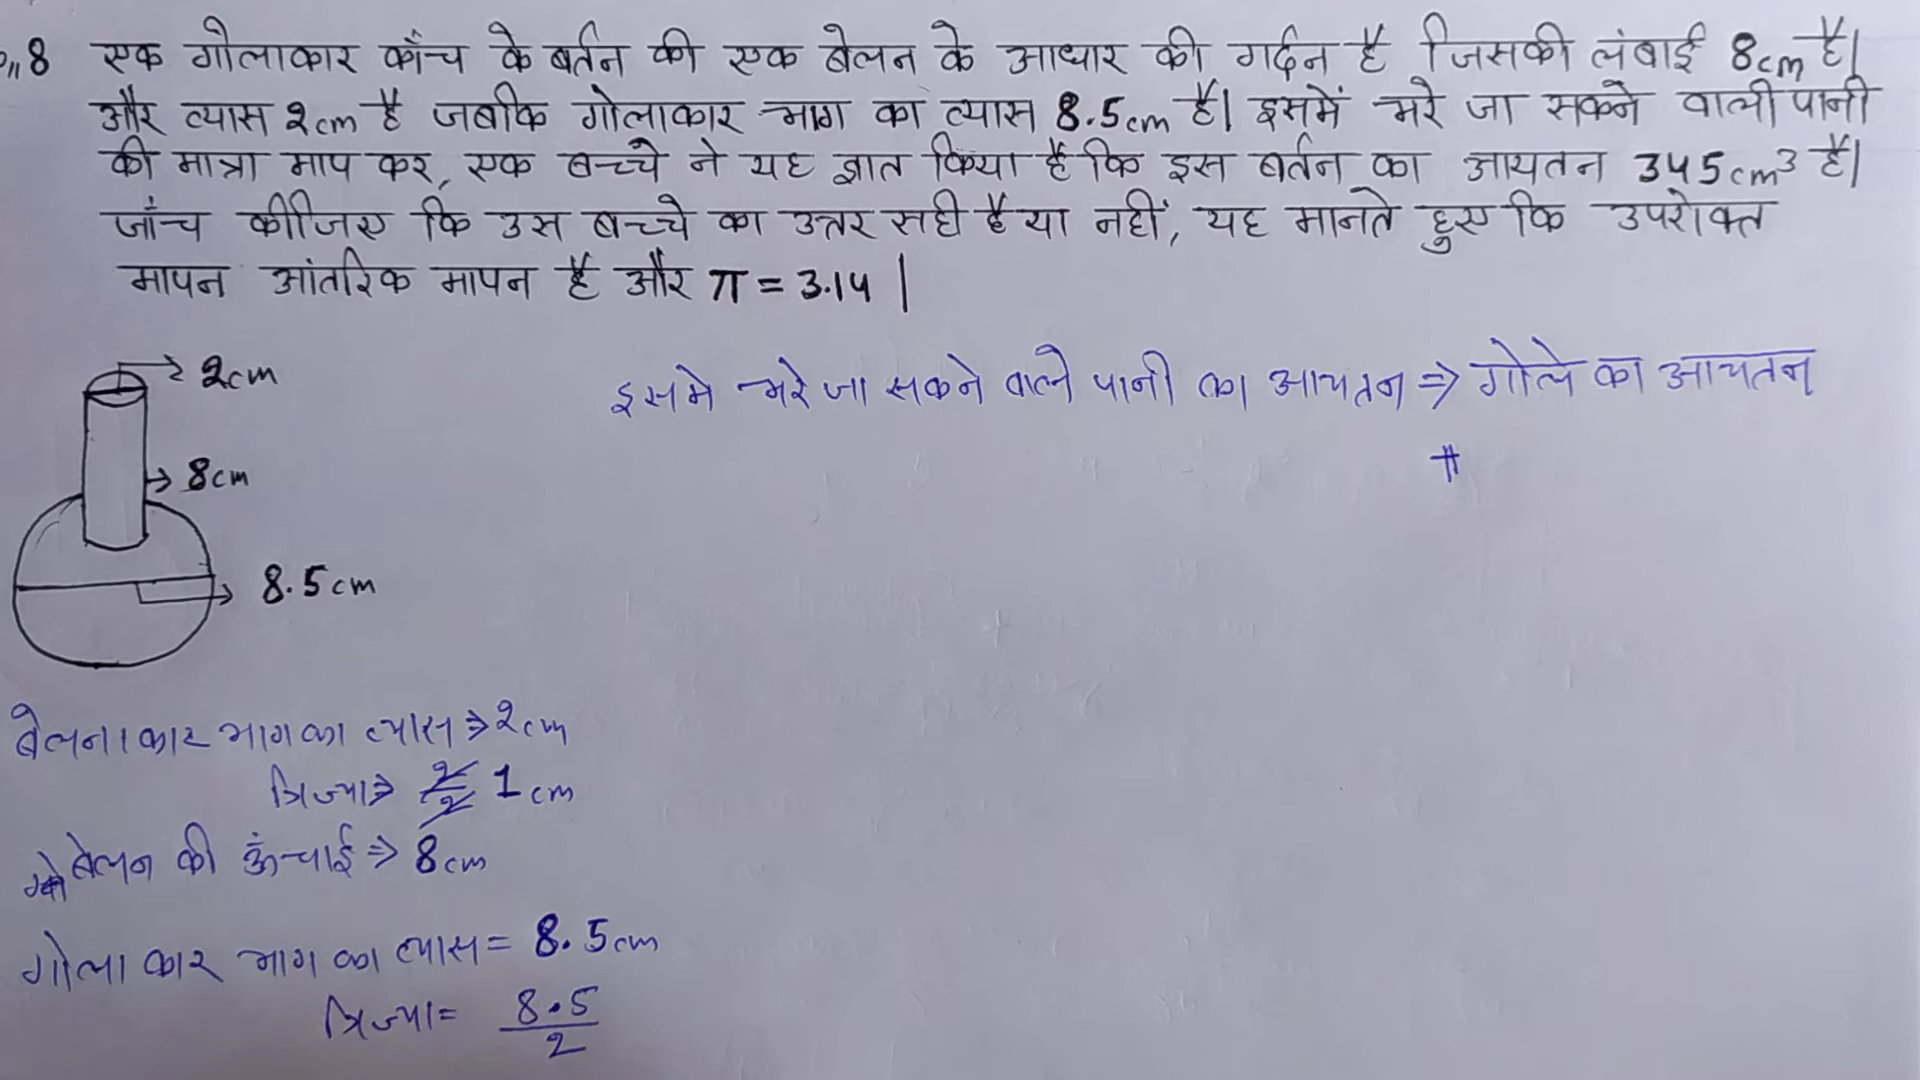 8 एक गोलाकार काँच के बर्तन की एक बेलन के आधार की गर्दन है जिसकी लंबाई 8cm है।
और व्यास 2cm है जबकि गोलाकार भाग का व्यास 8.5cm है। इसमें भरे जा सकने वाली पानी
की मात्रा माप कर, एक बच्चे ने यह ज्ञात किया है कि इस बर्तन का आयतन 345cm³ है।
जाँच कीजिए कि उस बच्चे का उत्तर सही है या नहीं, यह मानते हुए कि उपरोक्त
मापन आंतरिक मापन है और π = 3.14 |
2cm
8cm
8.5cm
इसमे भरे जा सकने वाले पानी का आयतन ⇒ गोले का आयतन
+
बेलनाकार भाग का व्यास ⇒ 2cm
त्रिज्या ⇒ 2/2 1cm
बेलन की ऊंचाई ⇒ 8cm
गोलाकार भाग का व्यास = 8.5cm
त्रिज्या = 8.5/2